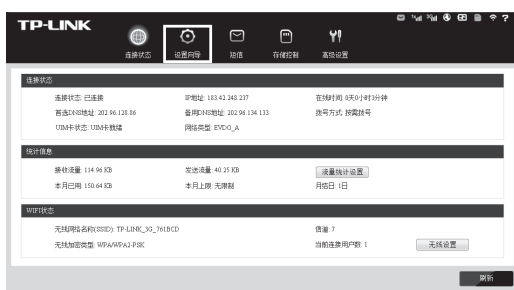 TP-LINK
连接状态 设置向导 短信 存储控制 高级设置
连接状态
连接状态: 已连接 IP地址: 183.42.248.237 在线时间: 0天0小时3分钟
首选DNS地址: 202.96.128.86 备用DNS地址: 202.96.134.133 拨号方式: 按需拨号
UIM卡状态: UIM卡就绪 网络类型: EVDO_A
统计信息
接收流量: 114.96 KB 发送流量: 40.25 KB 流量统计设置
本月已用: 150.64 KB 本月上限: 无限制 月结日: 1日
WIFI状态
无线网络名称(SSID): TP-LINK_3G_761BCD 信道: 7
无线加密类型: WPA/WPA2-PSK 当前连接用户数: 1 无线设置
刷新